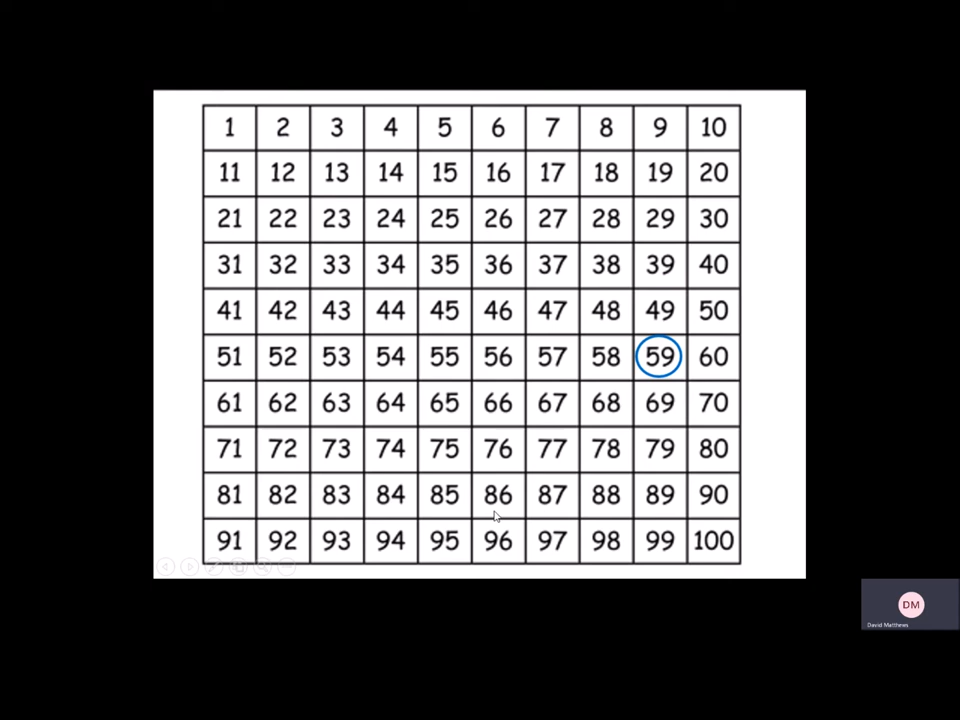 1 2 3 4 5 6 7 8 9 10
11 12 13 14 15 16 17 18 19 20
21 22 23 24 25 26 27 28 29 30
31 32 33 34 35 36 37 38 39 40
41 42 43 44 45 46 47 48 49 50
51 52 53 54 55 56 57 58 59 60
61 62 63 64 65 66 67 68 69 70
71 72 73 74 75 76 77 78 79 80
81 82 83 84 85 86 87 88 89 90
91 92 93 94 95 96 97 98 99 100
DM
David Matthews